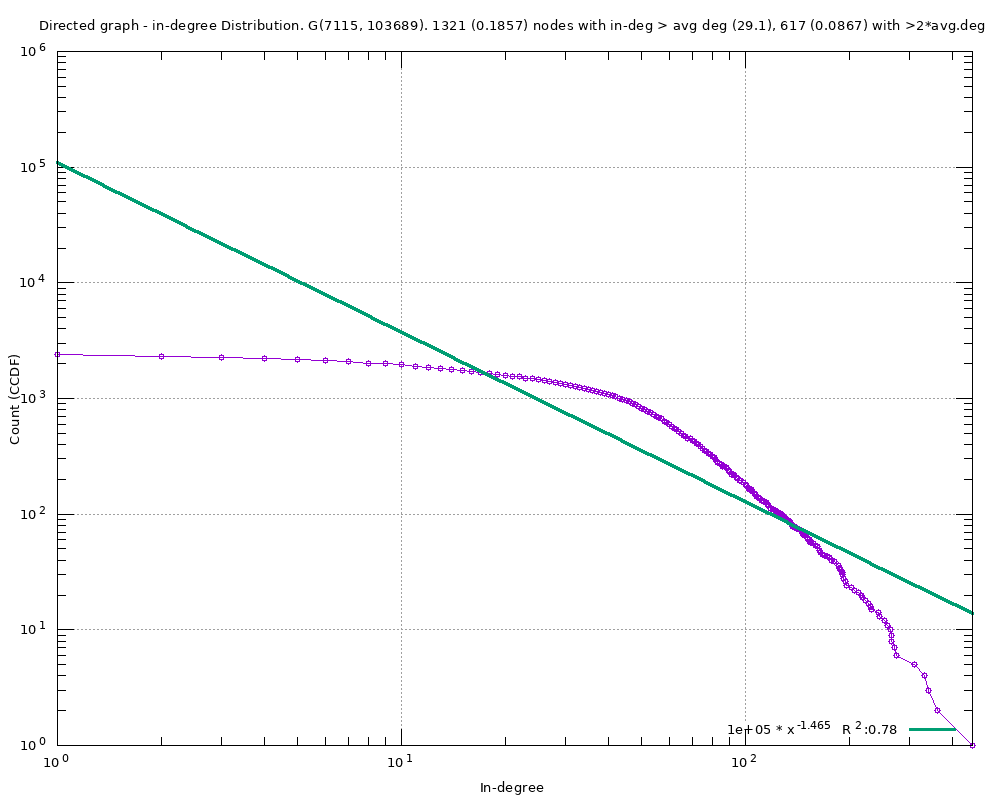 Directed graph - in-degree Distribution. G(7115, 103689). 1321 (0.1857) nodes with in-deg > avg deg (29.1), 617 (0.0867) with >2*avg.deg
10^6
10^5
10^4
10^3
10^2
10^1
10^0
Count (CCDF)
1e+05 * x^-1.465 R^2:0.78
10^0 10^1 10^2
In-degree